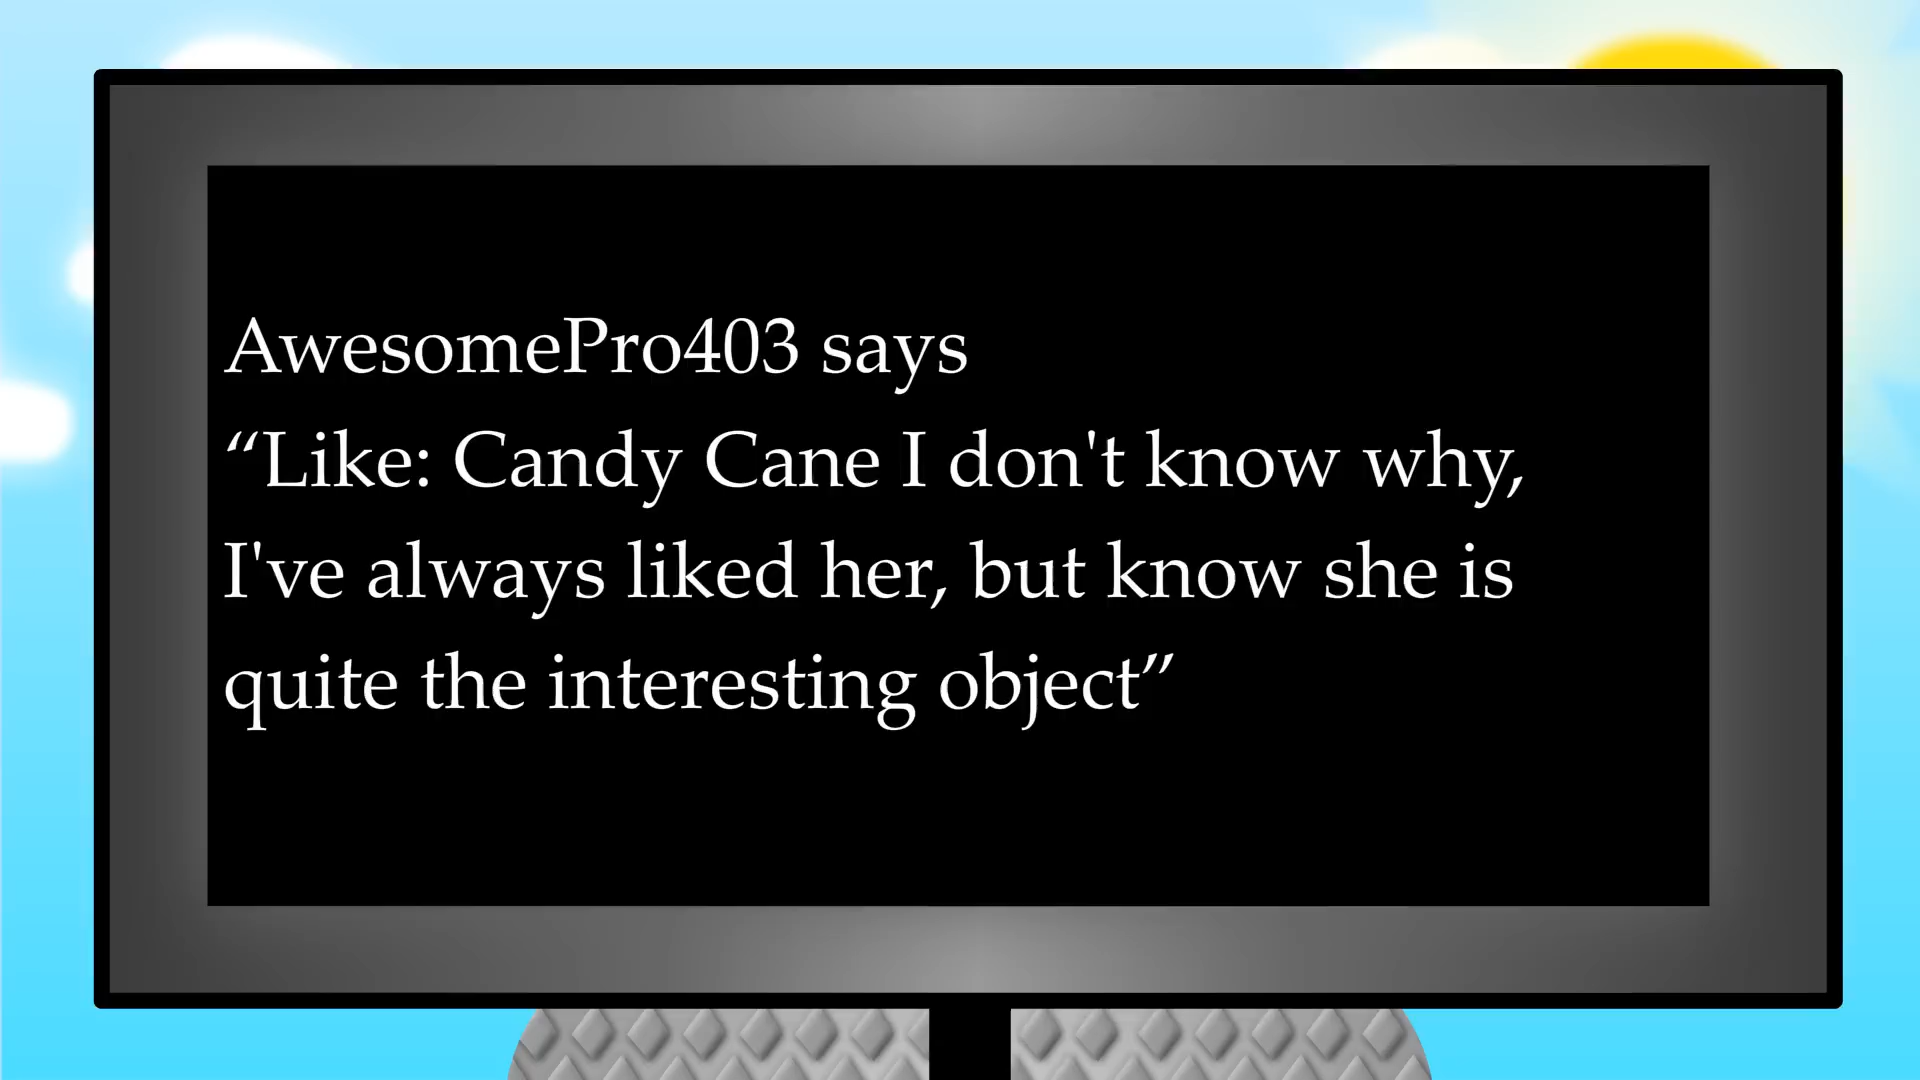 AwesomePro403 says
“Like: Candy Cane I don't know why,
I've always liked her, but know she is
quite the interesting object”